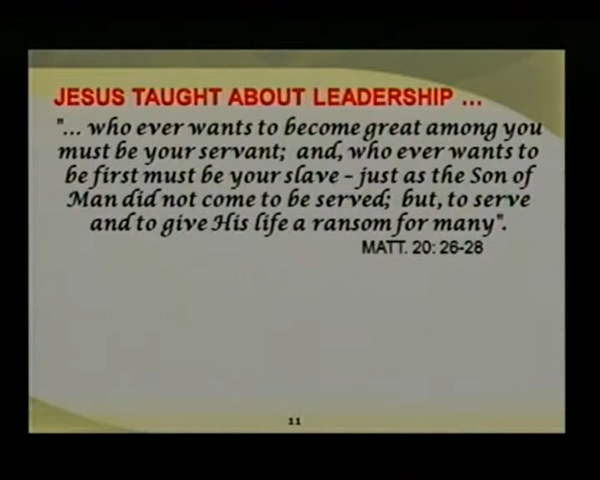 JESUS TAUGHT ABOUT LEADERSHIP ...
"... who ever wants to become great among you
must be your servant; and, who ever wants to
be first must be your slave – just as the Son of
Man did not come to be served; but, to serve
and to give His life a ransom for many".
MATT. 20: 26-28
11